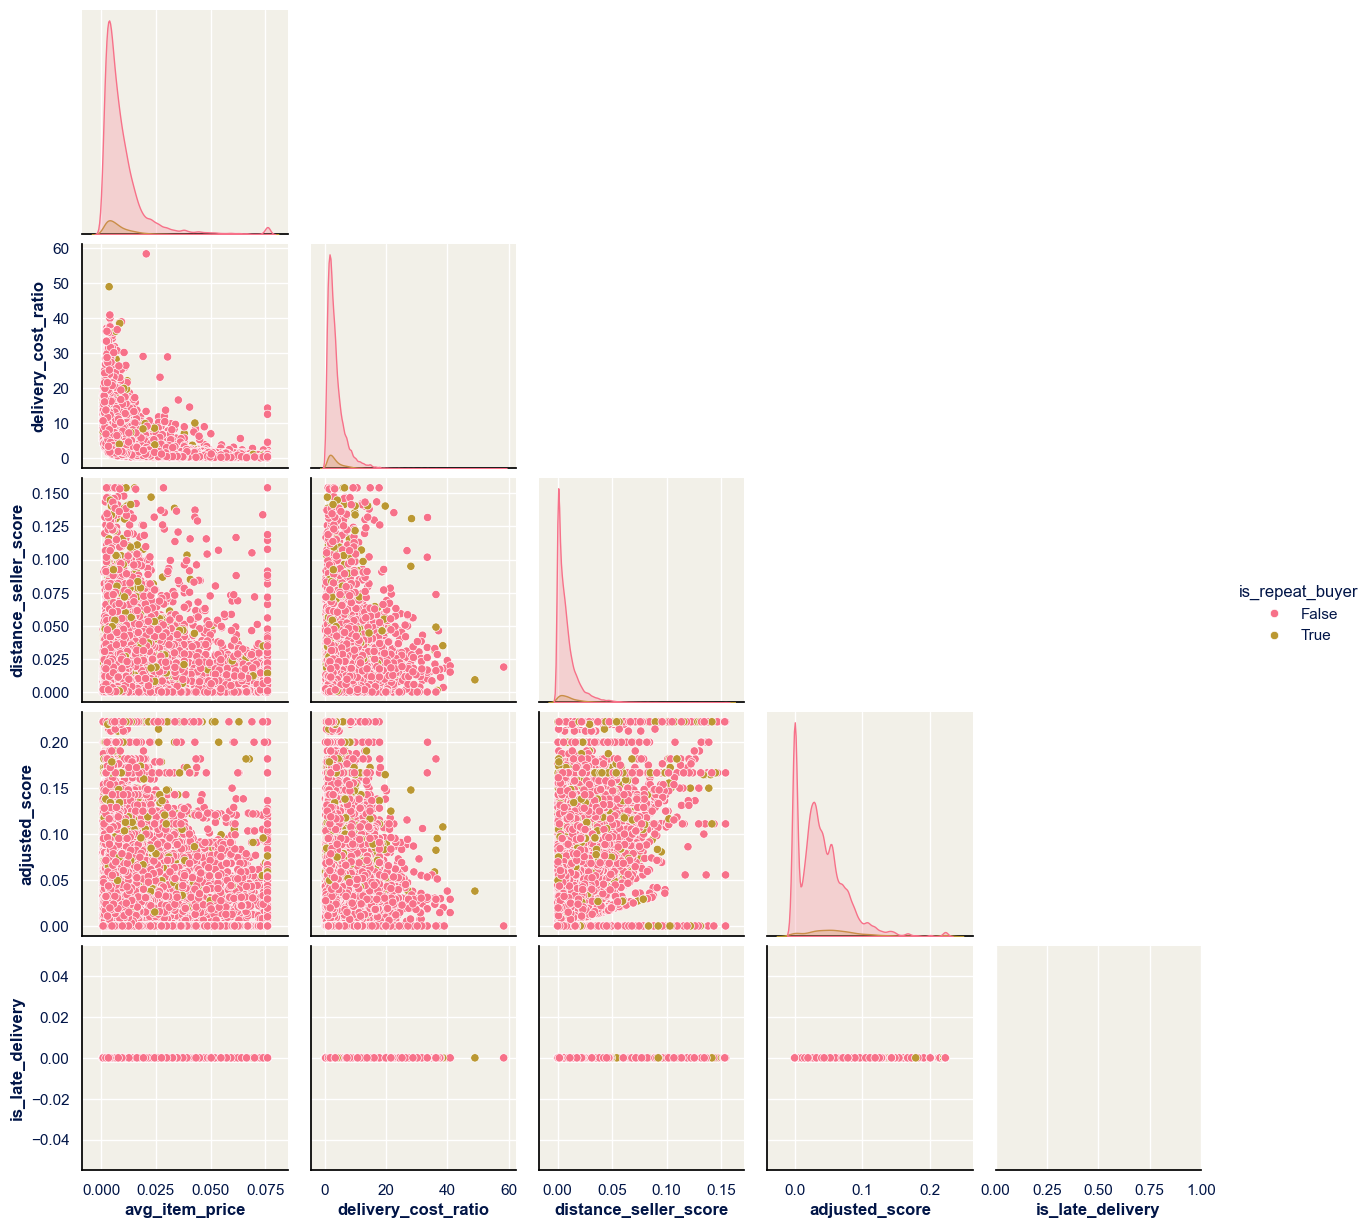 60
50
40
30
20
10
0
delivery_cost_ratio
0.150
0.125
0.100
0.075
0.050
0.025
0.000
distance_seller_score
is_repeat_buyer
False
True
0.20
0.15
0.10
0.05
0.00
adjusted_score
0.04
0.02
0.00
−0.02
−0.04
is_late_delivery
0.000 0.025 0.050 0.075
0 20 40 60
0.00 0.05 0.10 0.15
0.0 0.1 0.2
0.00 0.25 0.50 0.75 1.00
avg_item_price
delivery_cost_ratio
distance_seller_score
adjusted_score
is_late_delivery